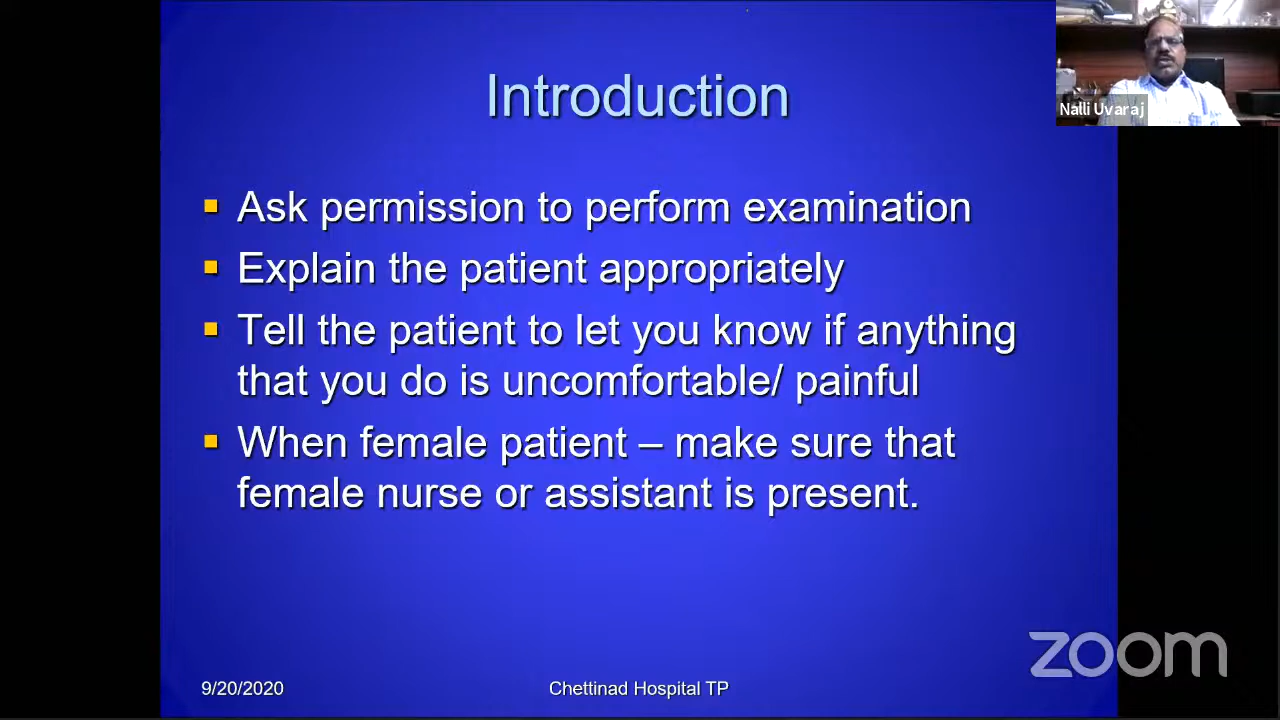 Introduction
Nalli Uvaraj
Ask permission to perform examination
Explain the patient appropriately
Tell the patient to let you know if anything
that you do is uncomfortable/ painful
When female patient – make sure that
female nurse or assistant is present.
zoom
9/20/2020
Chettinad Hospital TP